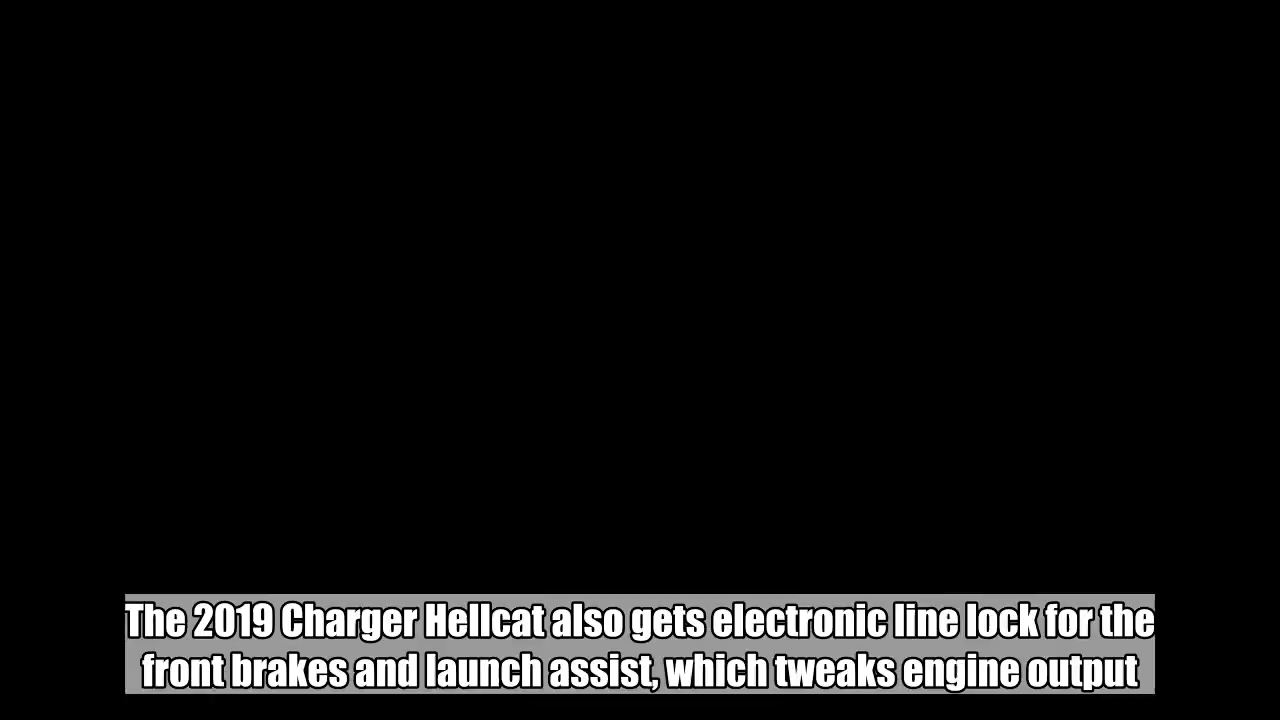 The 2019 Charger Hellcat also gets electronic line lock for the
front brakes and launch assist, which tweaks engine output